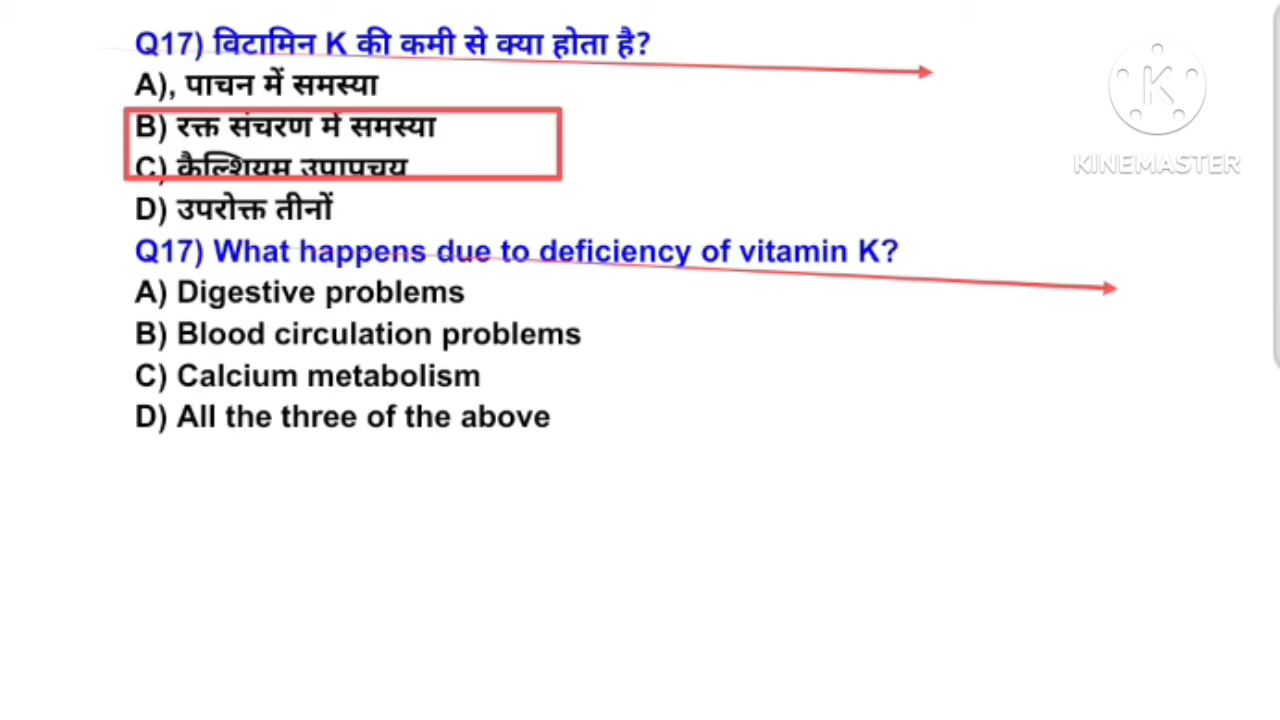 Q17) विटामिन K की कमी से क्या होता है?
A), पाचन में समस्या
B) रक्त संचरण में समस्या
C) कैल्शियम उपापचय
D) उपरोक्त तीनों
Q17) What happens due to deficiency of vitamin K?
A) Digestive problems
B) Blood circulation problems
C) Calcium metabolism
D) All the three of the above
K
KINEMASTER